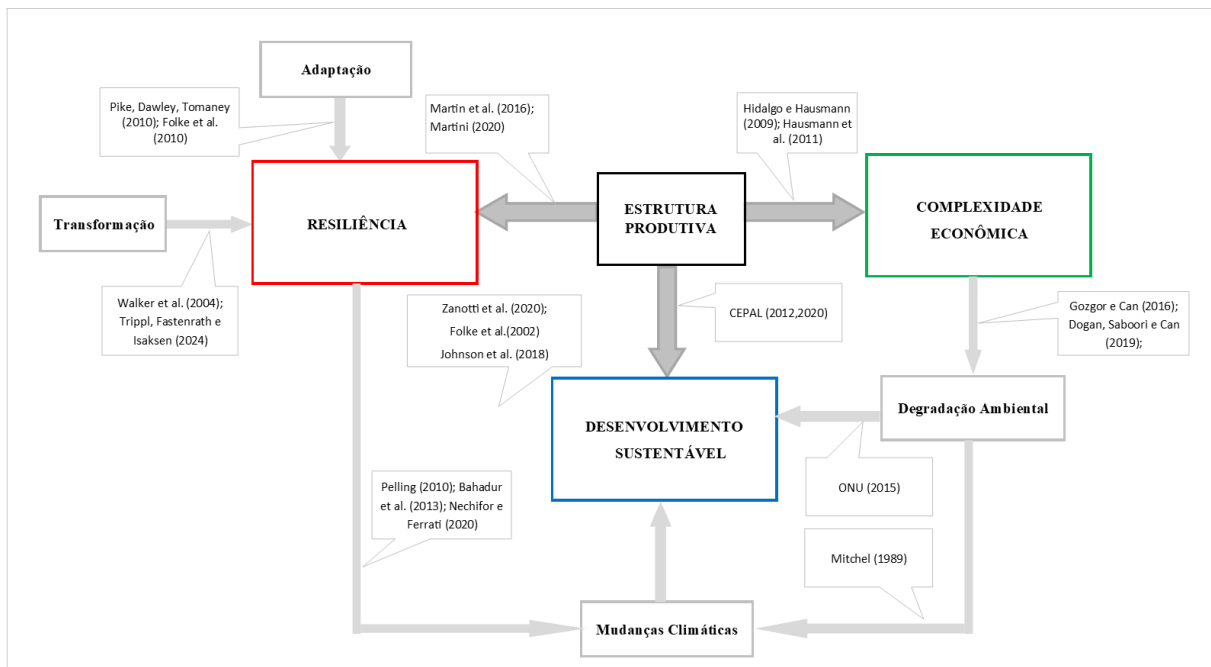 Adaptação
Pike, Dawley, Tomaney
(2010); Folke et al.
(2010)
Martin et al. (2016);
Martini (2020)
Hidalgo e Hausmann
(2009); Hausmann
et al. (2011)
Transformação
RESILIÊNCIA
ESTRUTURA
PRODUTIVA
COMPLEXIDADE
ECONÔMICA
Walker et al. (2004);
Trippl, Fastenrath e
Isaksen (2024)
Zanotti et al. (2020);
Folke et al.(2002)
Johnson et al. (2018)
CEPAL (2012,2020)
Gozgor e Can (2016);
Dogan, Saboori e Can
(2019);
DESENVOLVIMENTO
SUSTENTÁVEL
Degradação Ambiental
Pelling (2010); Bahadur
et al. (2013); Nechifor e
Ferrati (2020)
ONU (2015)
Mitchel (1989)
Mudanças Climáticas